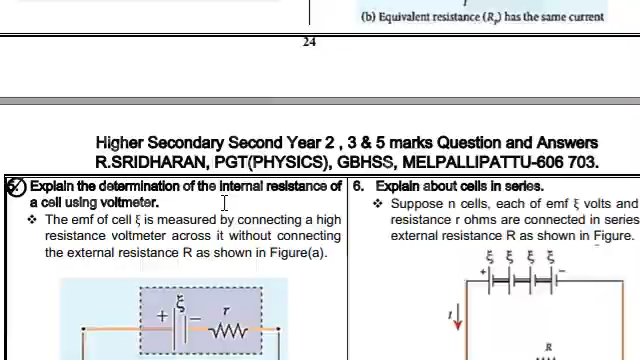 (b) Equivalent resistance (Rp) has the same current
24
Higher Secondary Second Year 2 , 3 & 5 marks Question and Answers
R.SRIDHARAN, PGT(PHYSICS), GBHSS, MELPALLIPATTU-606 703.
5. Explain the determination of the internal resistance of
a cell using voltmeter.
❖ The emf of cell ξ is measured by connecting a high
resistance voltmeter across it without connecting
the external resistance R as shown in Figure(a).
ξ
+ − r
6. Explain about cells in series.
❖ Suppose n cells, each of emf ξ volts and
resistance r ohms are connected in series
external resistance R as shown in Figure.
ξ ξ ξ ξ
+ −
I
R